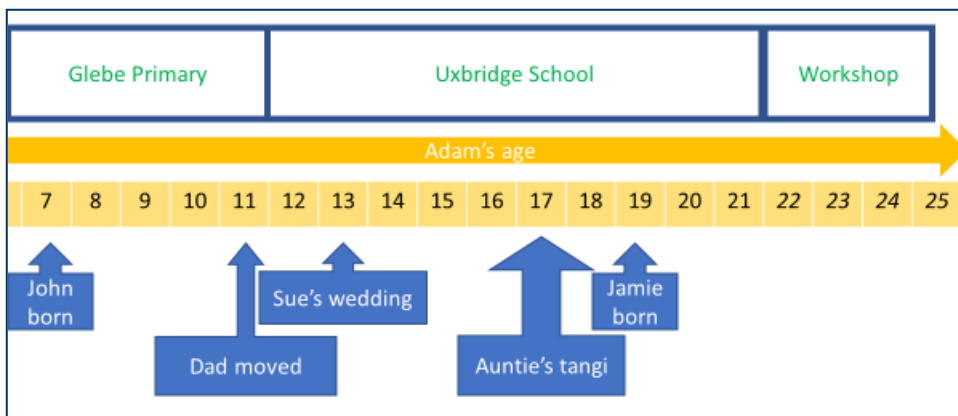 Glebe Primary Uxbridge School Workshop
Adam's age
7 8 9 10 11 12 13 14 15 16 17 18 19 20 21 22 23 24 25
John
born
Sue's wedding
Jamie
born
Dad moved
Auntie's tangi